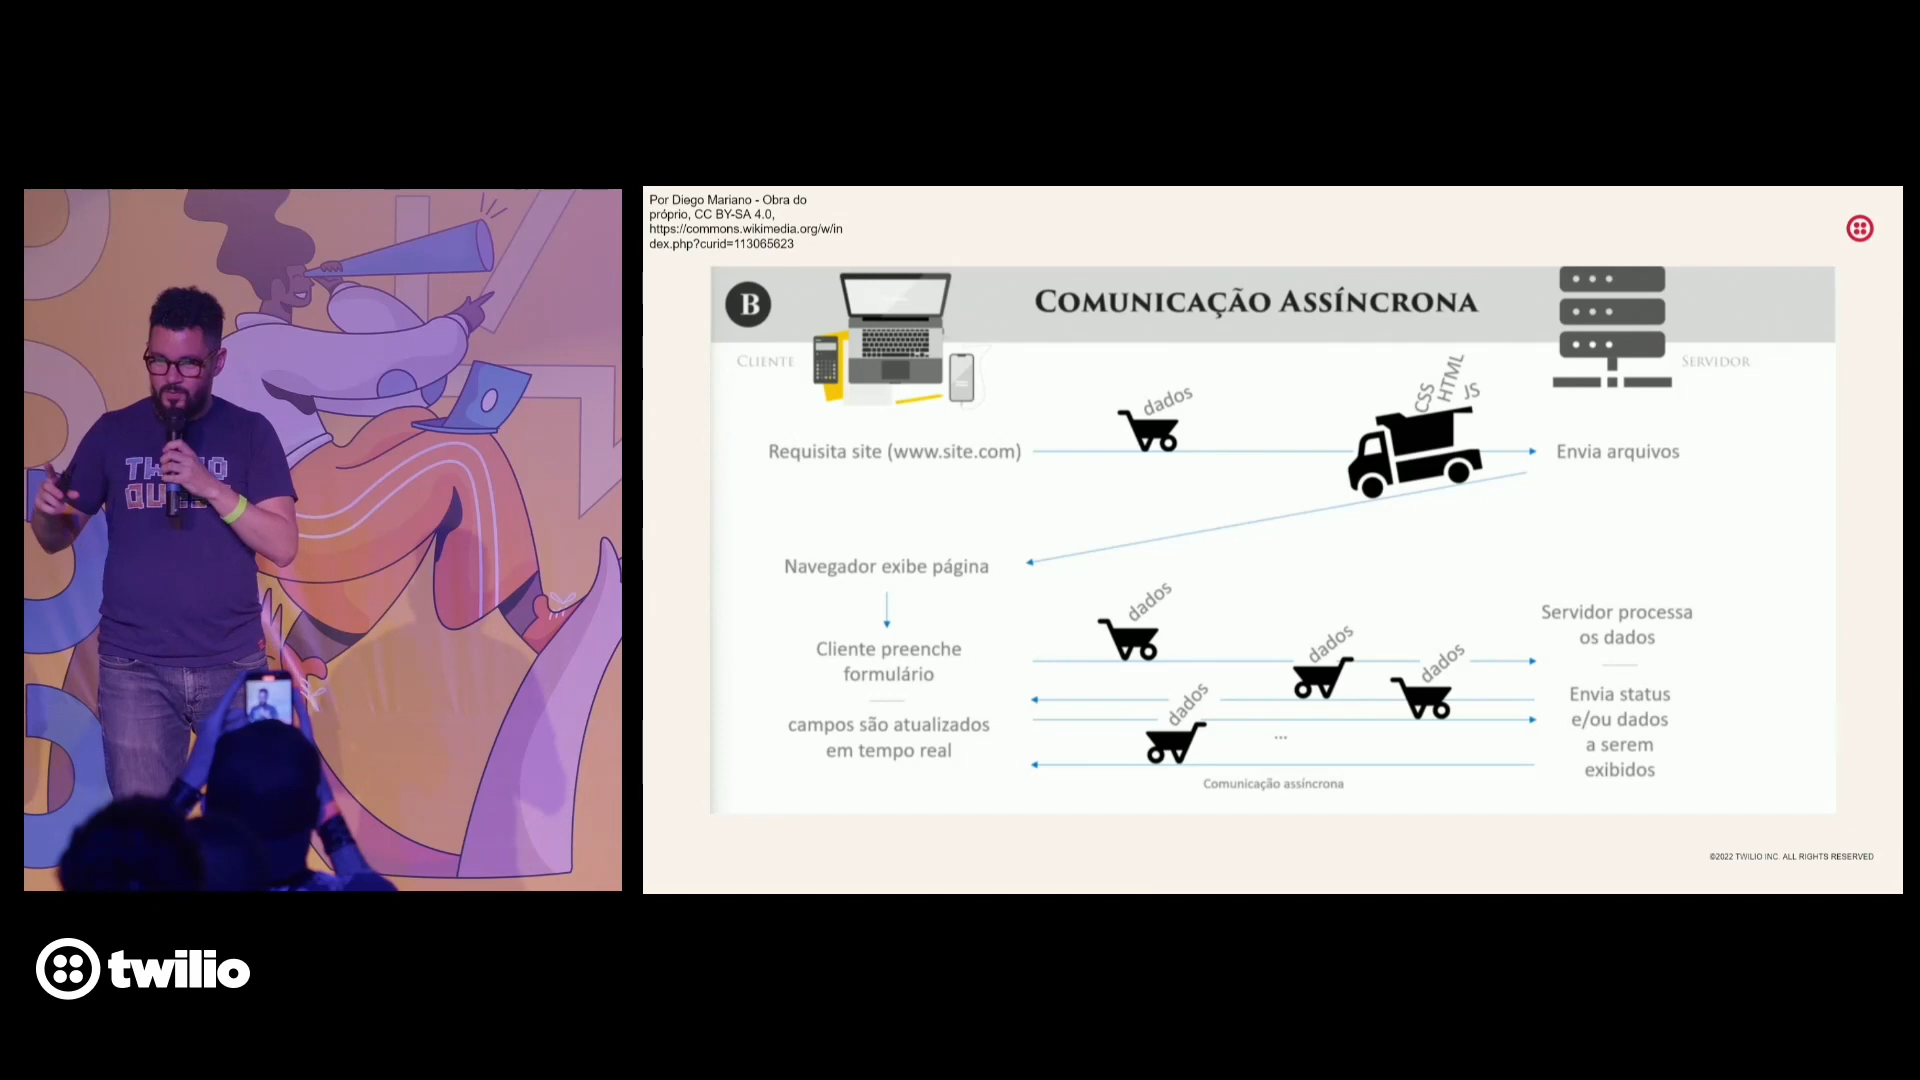 Por Diego Mariano - Obra do
próprio, CC BY-SA 4.0,
https://commons.wikimedia.org/w/in
dex.php?curid=113065623
B
COMUNICAÇÃO ASSÍNCRONA
CLIENTE
SERVIDOR
dados
CSS
HTML
JS
Requisita site (www.site.com)
Envia arquivos
Navegador exibe página
dados
Servidor processa
os dados
Cliente preenche
formulário
dados
dados
Envia status
e/ou dados
a serem
exibidos
dados
campos são atualizados
em tempo real
...
Comunicação assíncrona
©2022 TWILIO INC. ALL RIGHTS RESERVED
twilio